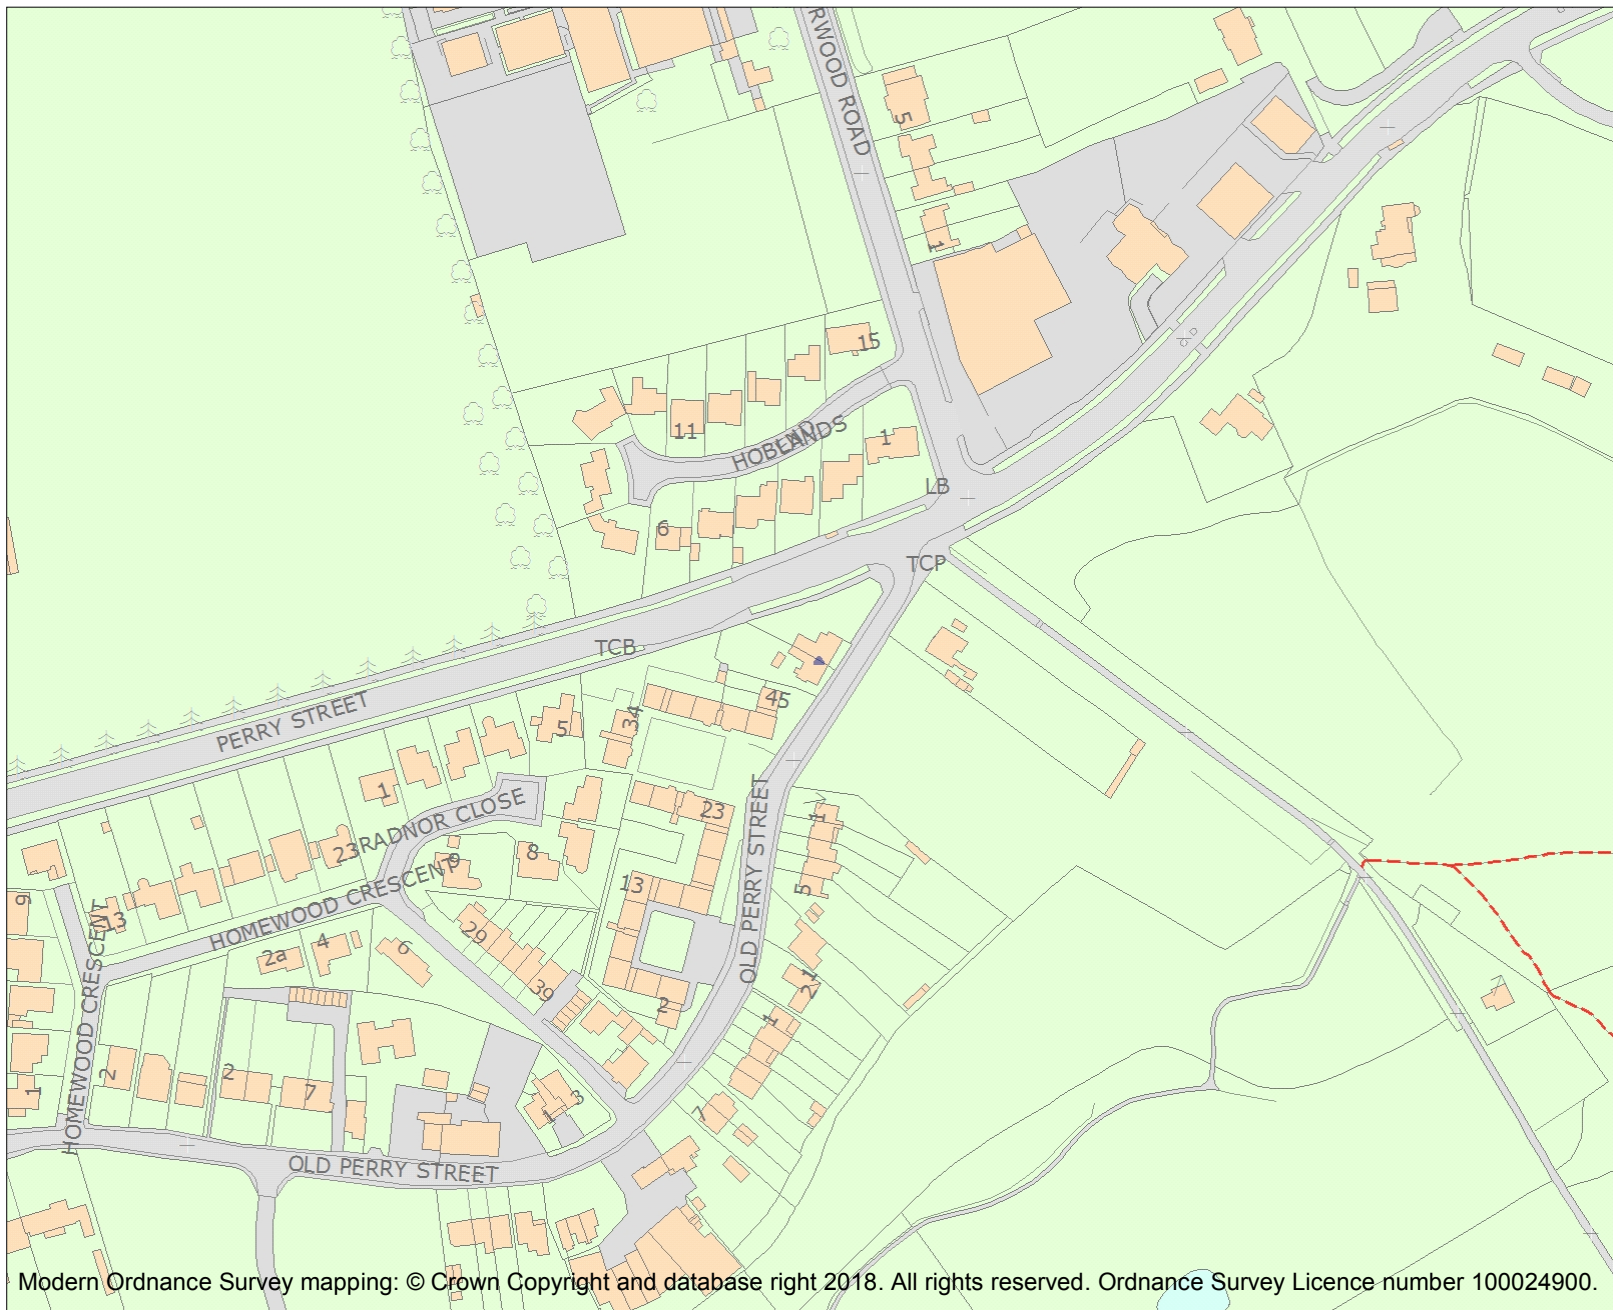 RWOOD ROAD
5
1
15
11
HOBLANDS
1
LB
6
TCP
TCB
PERRY STREET
45
34
5
1
RADNOR CLOSE
23
17
OLD PERRY STREET
23
9
8
HOMEWOOD CRESCENT
13
5
9
13
29
6
4
2a
39
21
2
1
HOMEWOOD CRESCENT
2
2
7
1
1
3
7
OLD PERRY STREET
Modern Ordnance Survey mapping: © Crown Copyright and database right 2018. All rights reserved. Ordnance Survey Licence number 100024900.